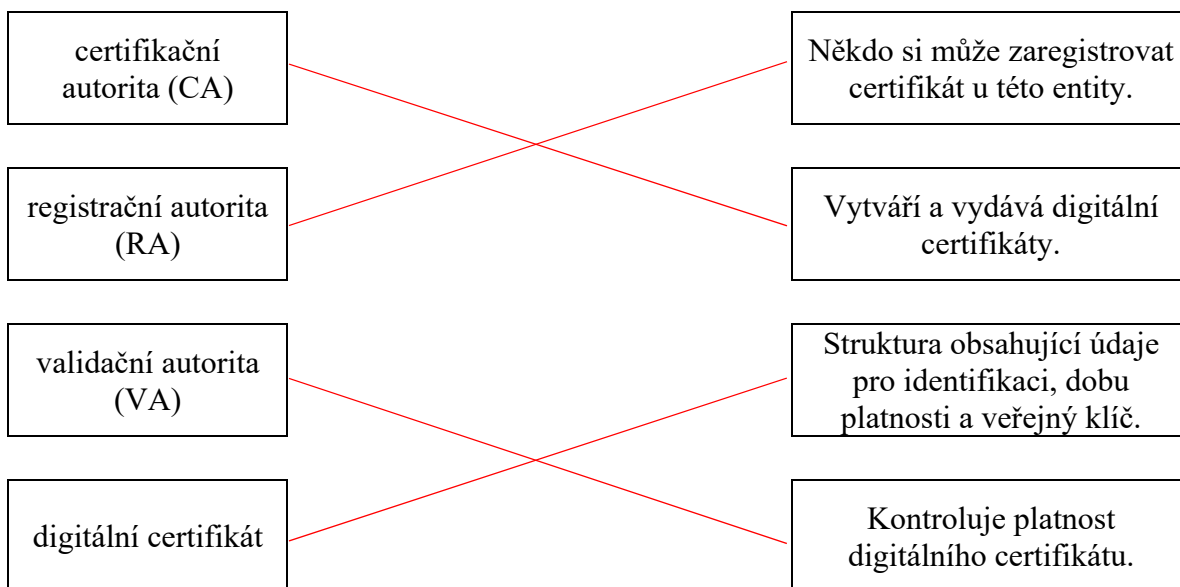 certifikační
autorita (CA)
Někdo si může zaregistrovat
certifikát u této entity.
registrační autorita
(RA)
Vytváří a vydává digitální
certifikáty.
validační autorita
(VA)
Struktura obsahující údaje
pro identifikaci, dobu
platnosti a veřejný klíč.
digitální certifikát
Kontroluje platnost
digitálního certifikátu.